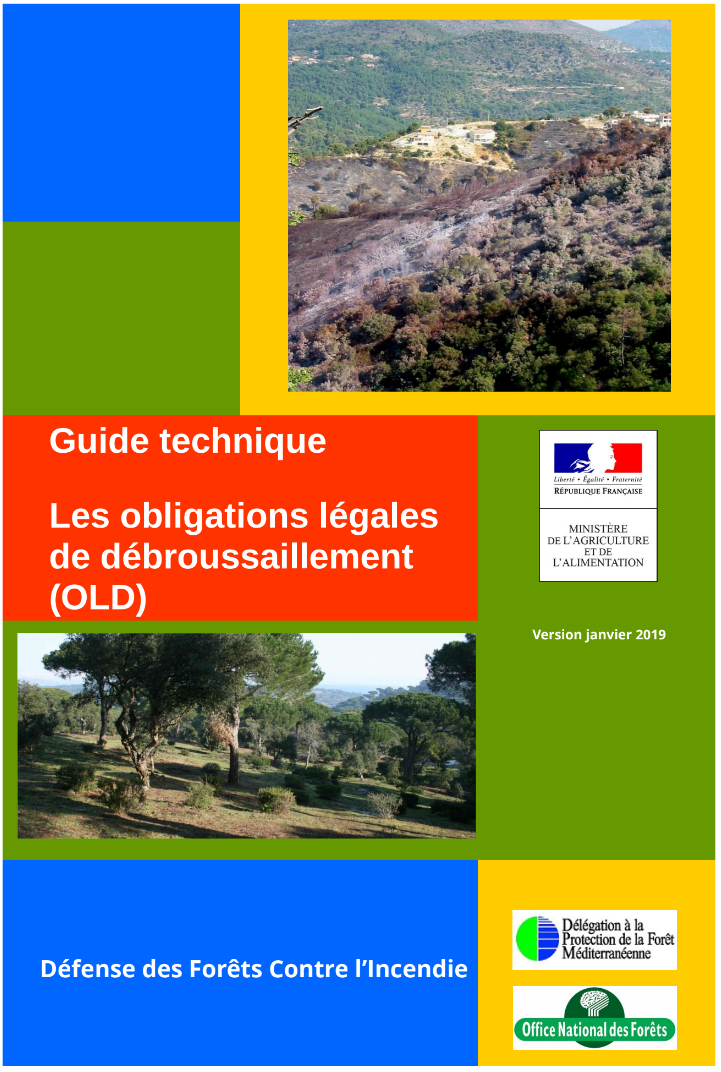 Guide technique
Les obligations légales
de débroussaillement
(OLD)
Liberté • Égalité • Fraternité
RÉPUBLIQUE FRANÇAISE
MINISTÈRE
DE L'AGRICULTURE
ET DE
L'ALIMENTATION
Version janvier 2019
Défense des Forêts Contre l’Incendie
Délégation à la
Protection de la Forêt
Méditerranéenne
Office National des Forêts